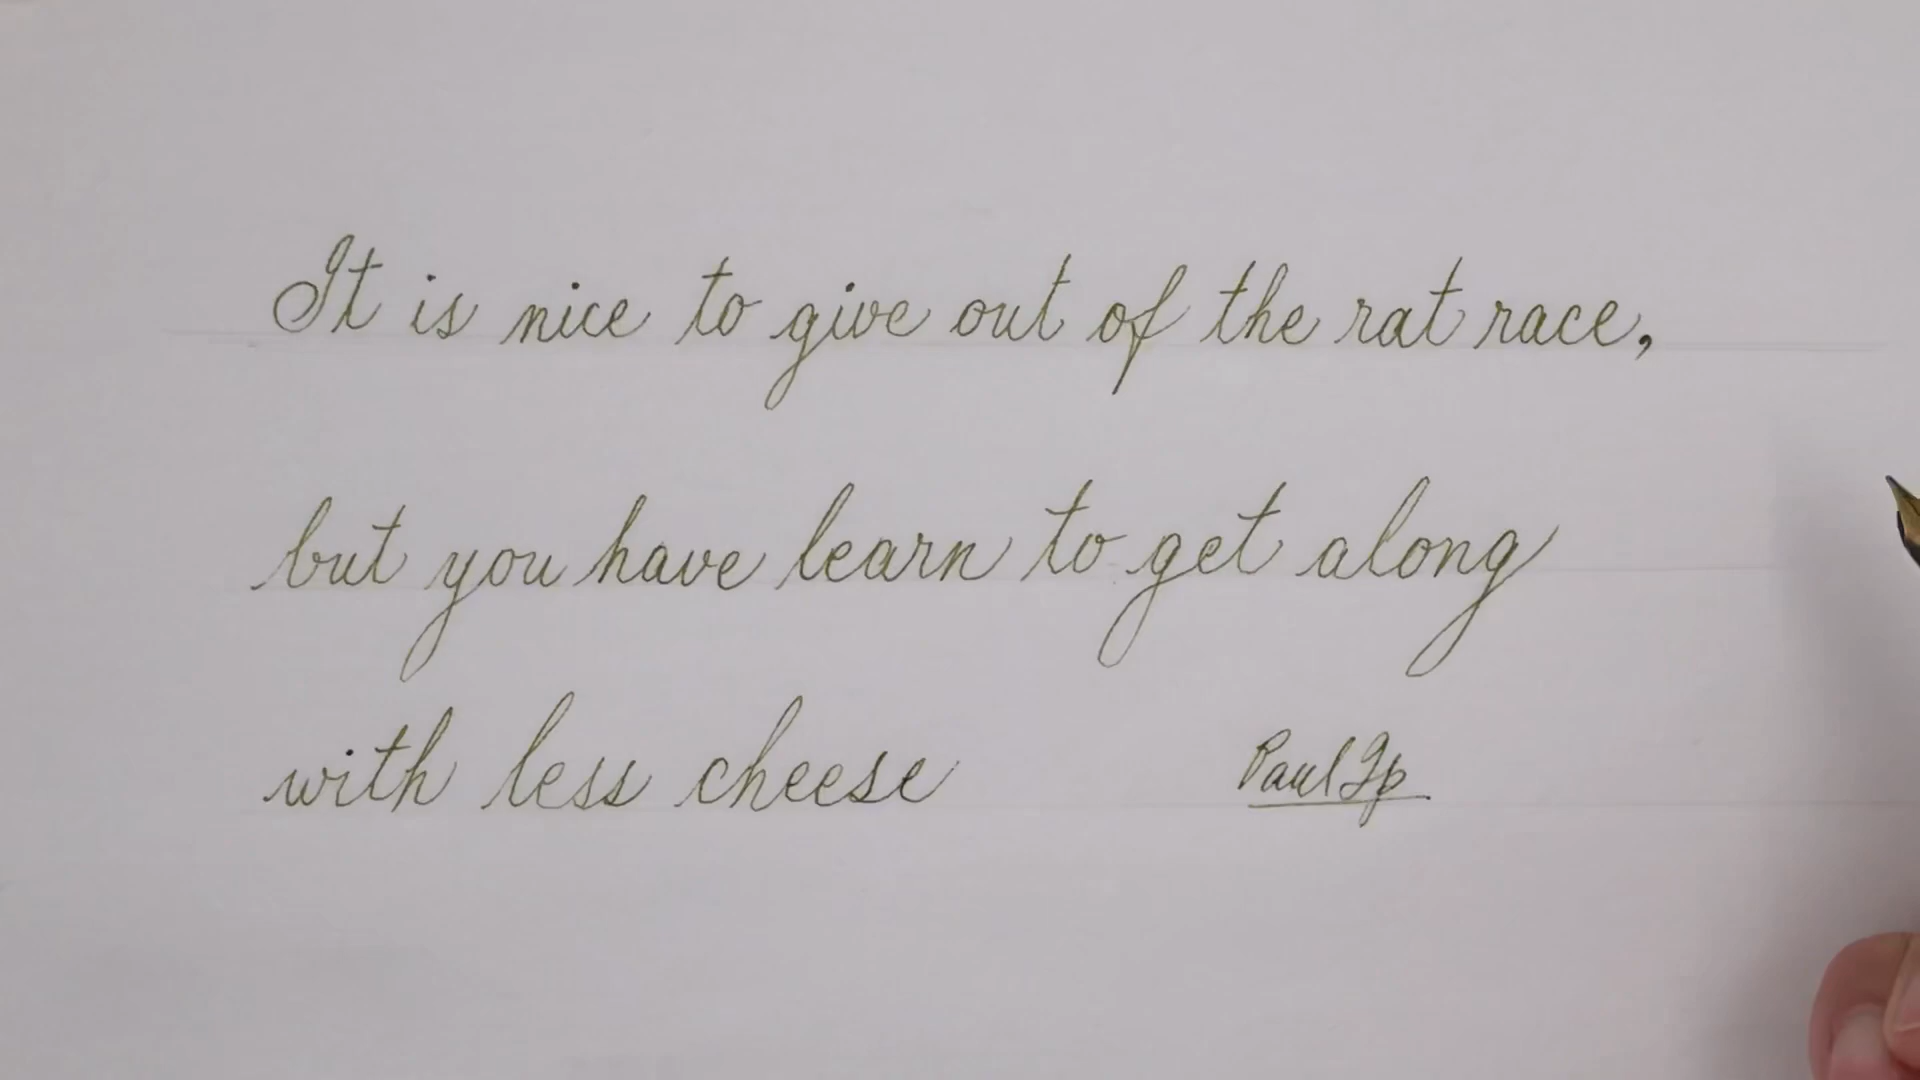 It is nice to give out of the rat race,
but you have learn to get along
with less cheese
Paul